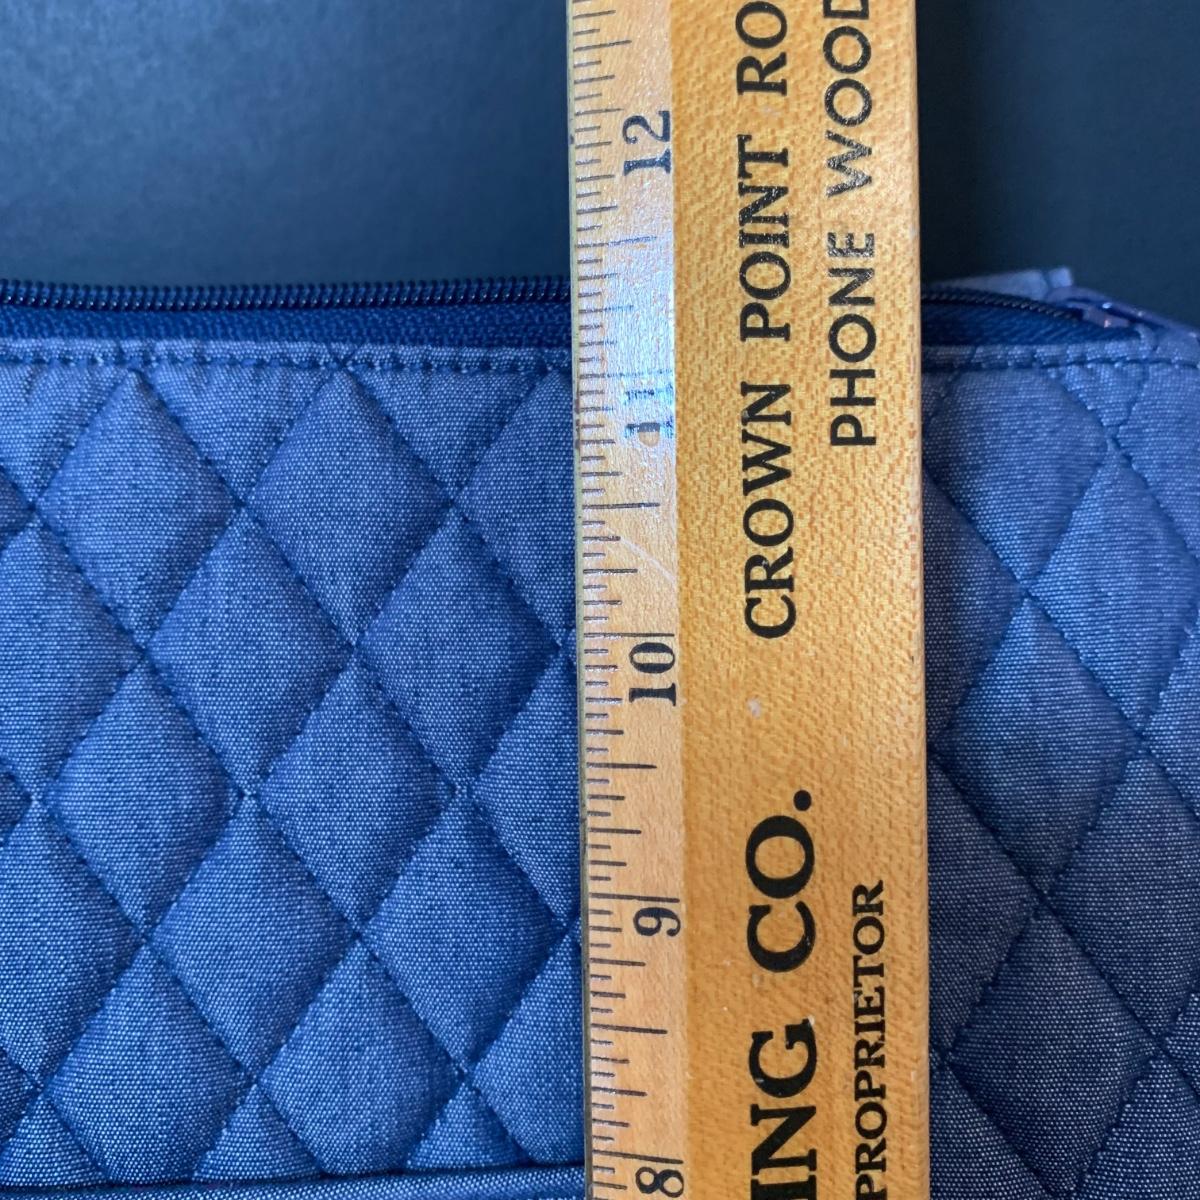 CROWN POINT RO
PHONE WOOD
ING CO.
PROPRIETOR
12
11
10
9
8